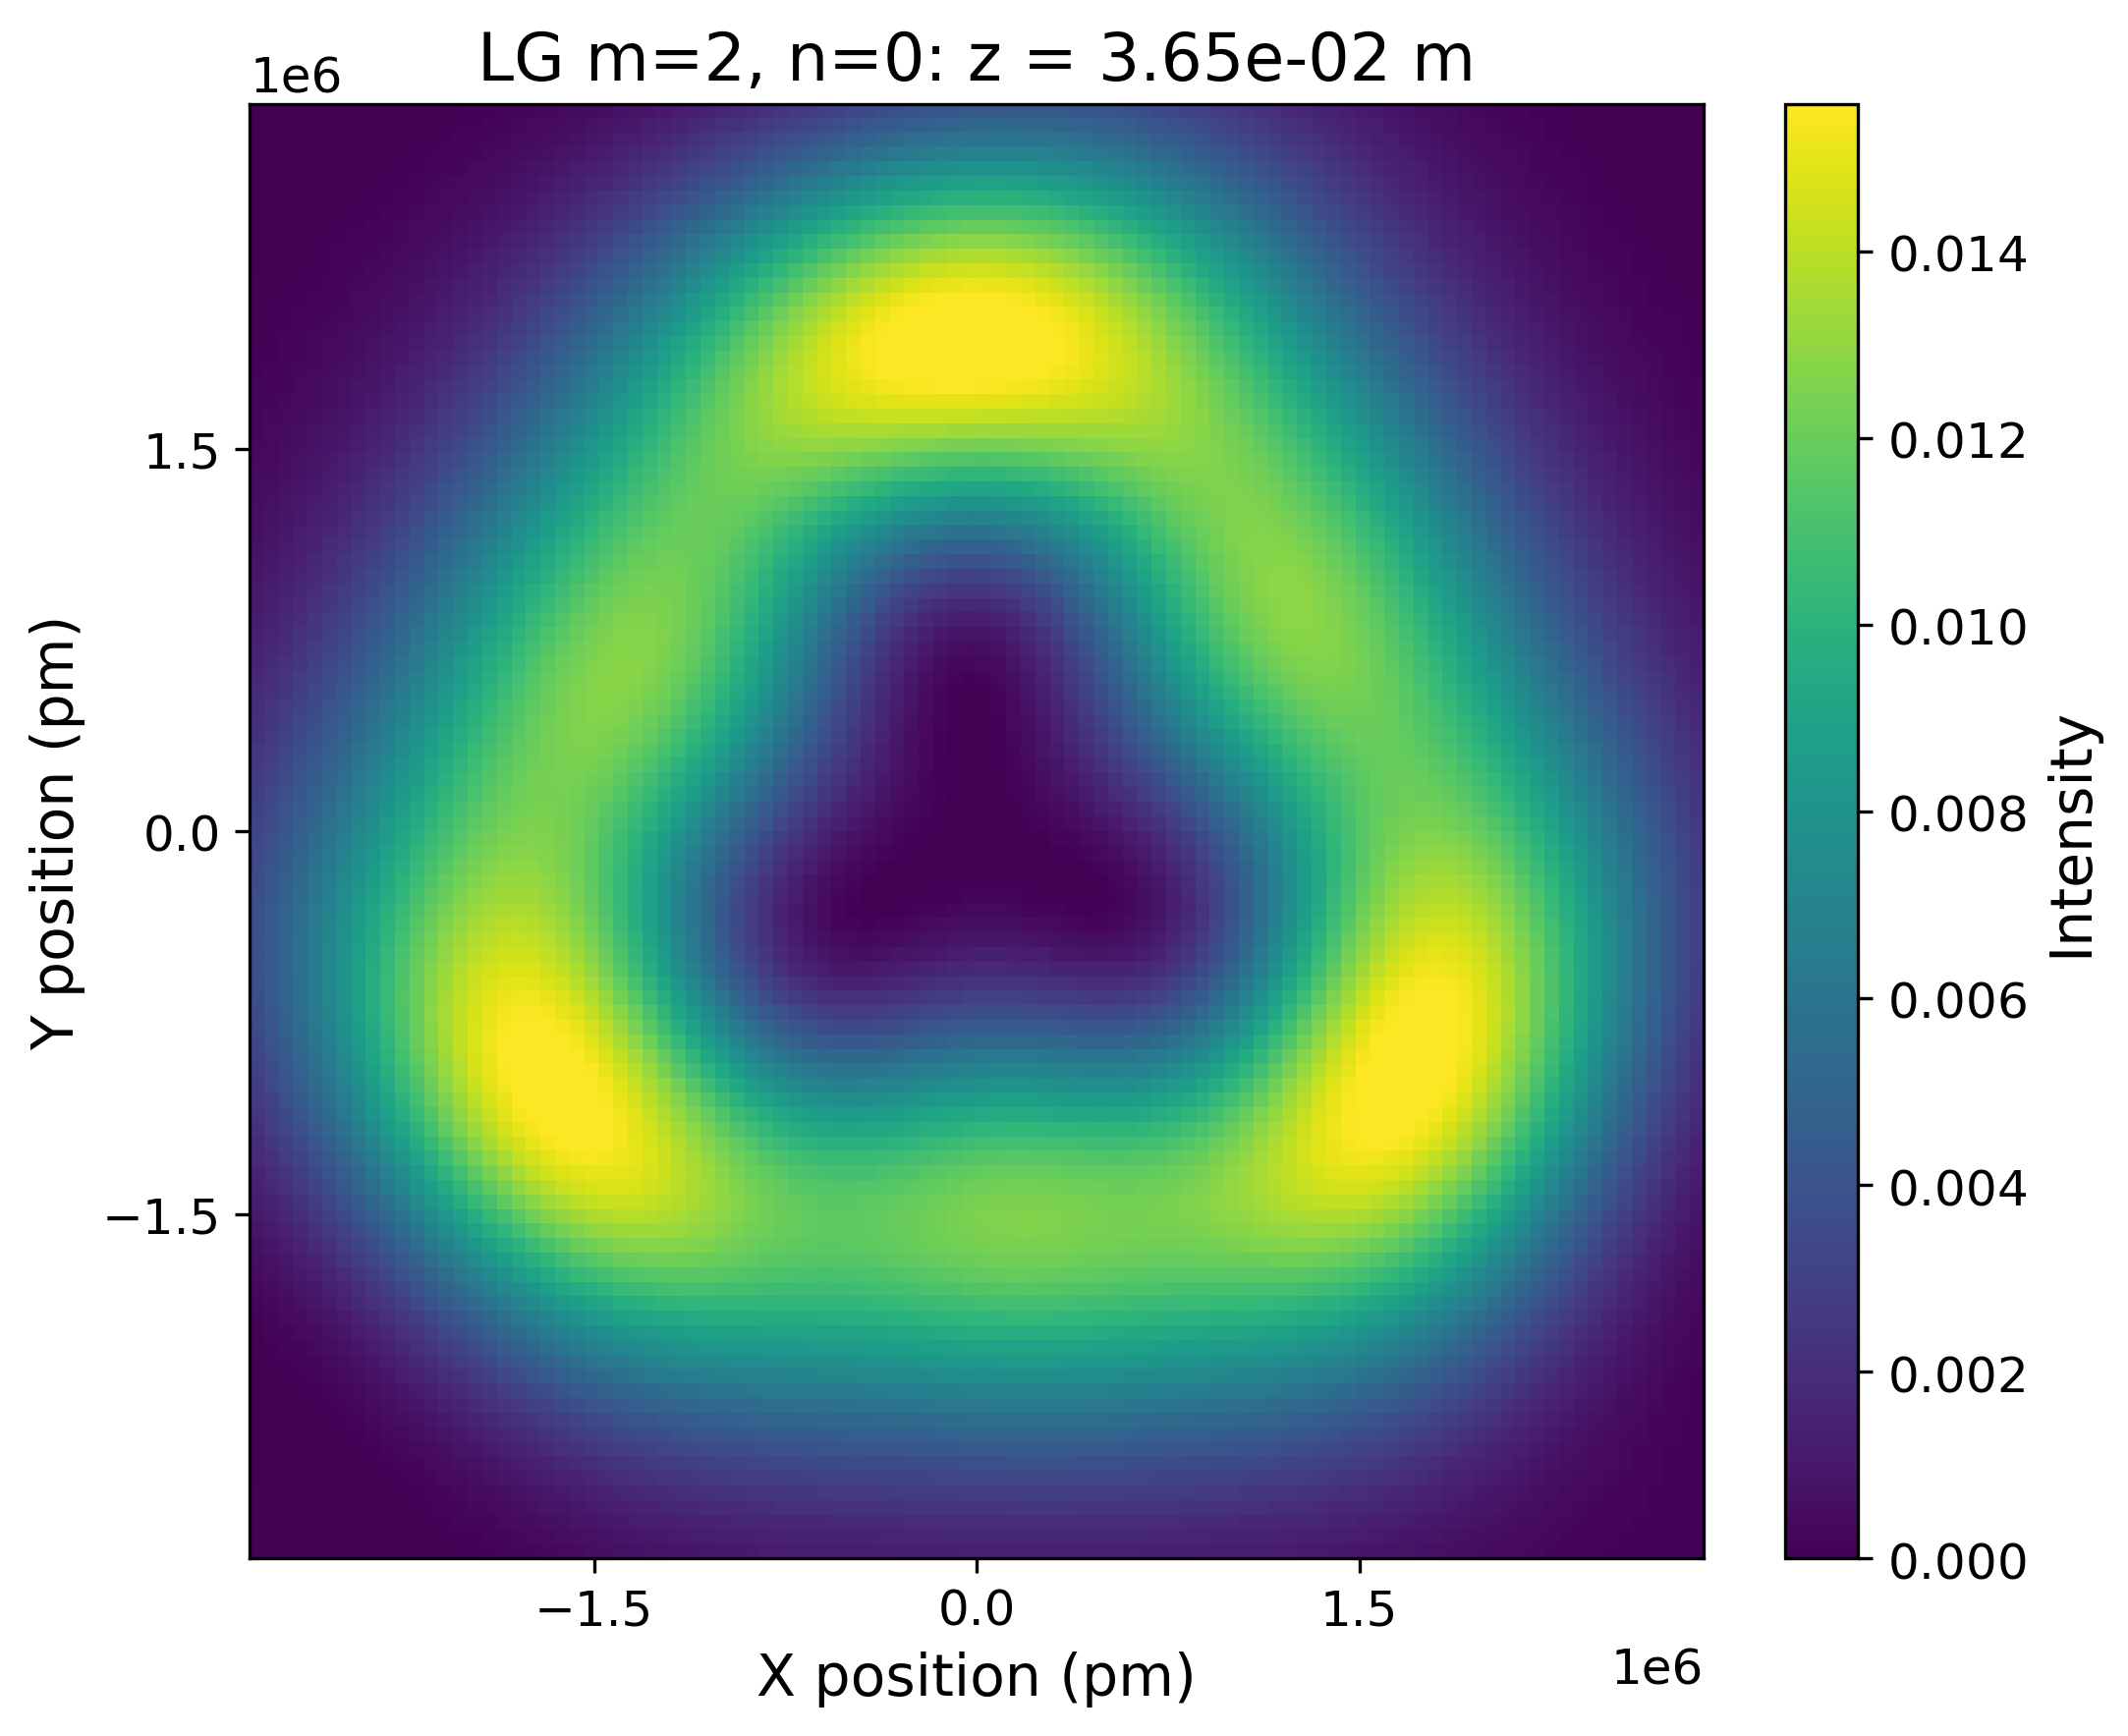 LG m=2, n=0: z = 3.65e-02 m
1e6
Y position (pm)
1.5
0.0
−1.5
−1.5
0.0
1.5
1e6
X position (pm)
0.014
0.012
0.010
0.008
0.006
0.004
0.002
0.000
Intensity